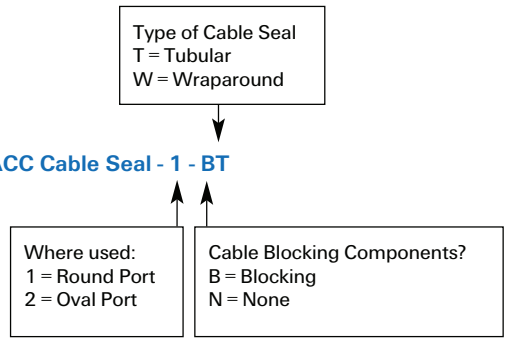 Type of Cable Seal
T = Tubular
W = Wraparound
ACC Cable Seal - 1 - BT
Where used:
1 = Round Port
2 = Oval Port
Cable Blocking Components?
B = Blocking
N = None